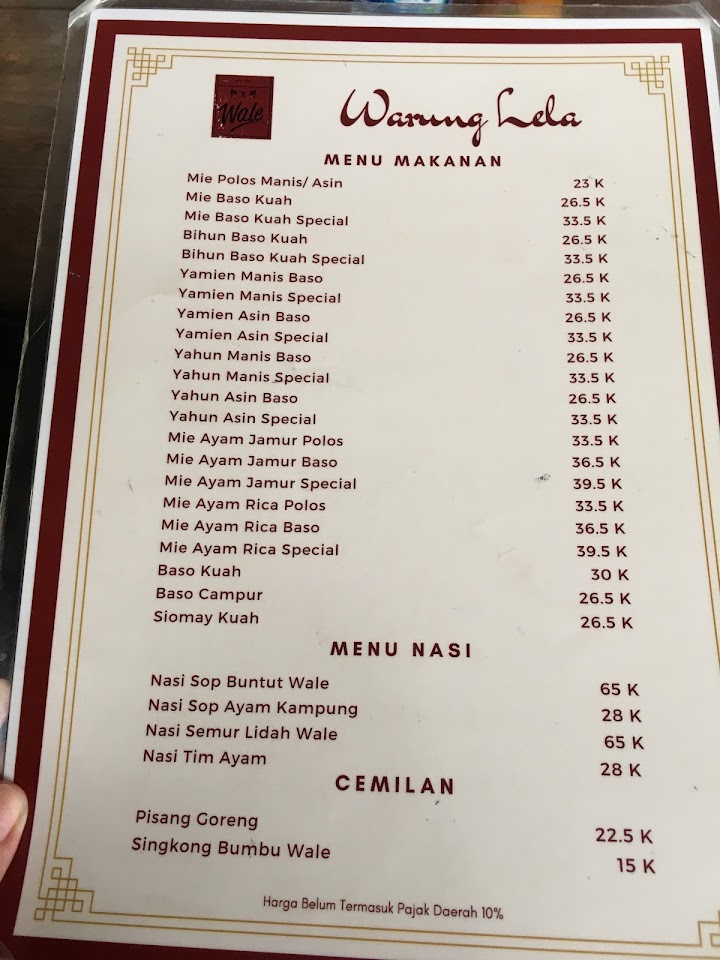 Wale
Warung Lela
MENU MAKANAN
Mie Polos Manis/ Asin 23 K
Mie Baso Kuah 26.5 K
Mie Baso Kuah Special 33.5 K
Bihun Baso Kuah 26.5 K
Bihun Baso Kuah Special 33.5 K
Yamien Manis Baso 26.5 K
Yamien Manis Special 33.5 K
Yamien Asin Baso 26.5 K
Yamien Asin Special 33.5 K
Yahun Manis Baso 26.5 K
Yahun Manis Special 33.5 K
Yahun Asin Baso 26.5 K
Yahun Asin Special 33.5 K
Mie Ayam Jamur Polos 33.5 K
Mie Ayam Jamur Baso 36.5 K
Mie Ayam Jamur Special 39.5 K
Mie Ayam Rica Polos 33.5 K
Mie Ayam Rica Baso 36.5 K
Mie Ayam Rica Special 39.5 K
Baso Kuah 30 K
Baso Campur 26.5 K
Siomay Kuah 26.5 K
MENU NASI
Nasi Sop Buntut Wale 65 K
Nasi Sop Ayam Kampung 28 K
Nasi Semur Lidah Wale 65 K
Nasi Tim Ayam 28 K
CEMILAN
Pisang Goreng 22.5 K
Singkong Bumbu Wale 15 K
Harga Belum Termasuk Pajak Daerah 10%